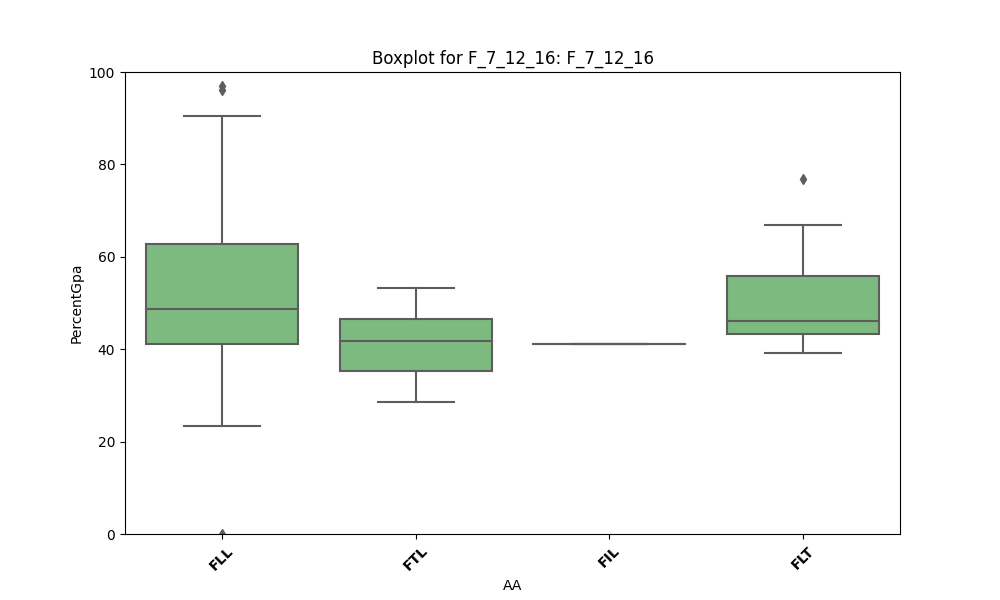 Boxplot for F_7_12_16: F_7_12_16
100
80
60
40
20
0
PercentGpa
FLL
FTL
FIL
FLT
AA